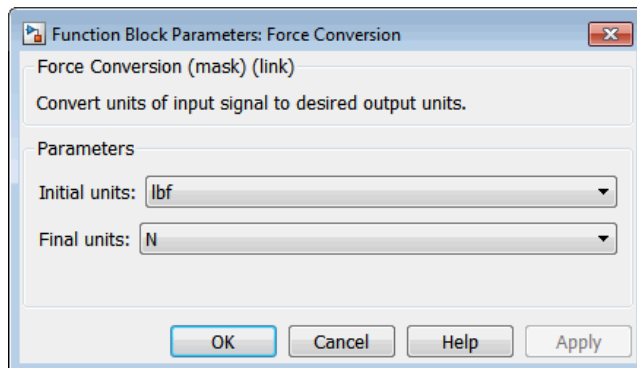 Function Block Parameters: Force Conversion
Force Conversion (mask) (link)
Convert units of input signal to desired output units.
Parameters
Initial units: lbf
Final units: N
OK Cancel Help Apply